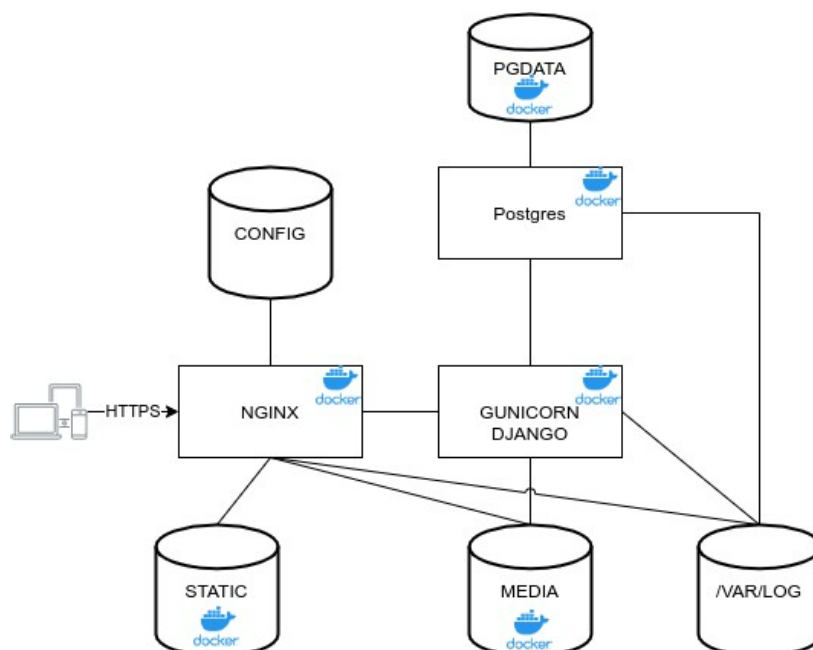 PGDATA
docker
docker
Postgres
CONFIG
docker
docker
HTTPS
NGINX
GUNICORN
DJANGO
STATIC
docker
MEDIA
docker
/VAR/LOG